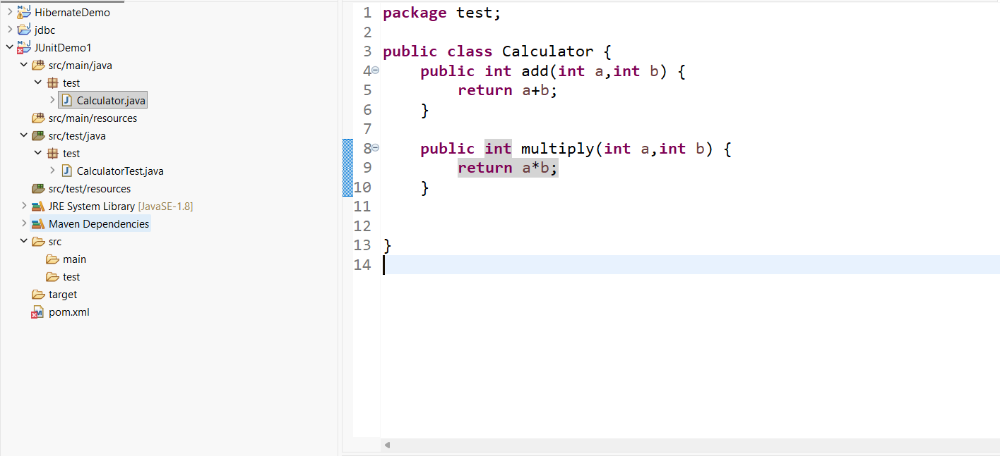 HibernateDemo
jdbc
JUnitDemo1
src/main/java
test
Calculator.java
src/main/resources
src/test/java
test
CalculatorTest.java
src/test/resources
JRE System Library [JavaSE-1.8]
Maven Dependencies
src
main
test
target
pom.xml
1 package test;
2
3 public class Calculator {
4 public int add(int a,int b) {
5 return a+b;
6 }
7
8 public int multiply(int a,int b) {
9 return a*b;
10 }
11
12
13 }
14